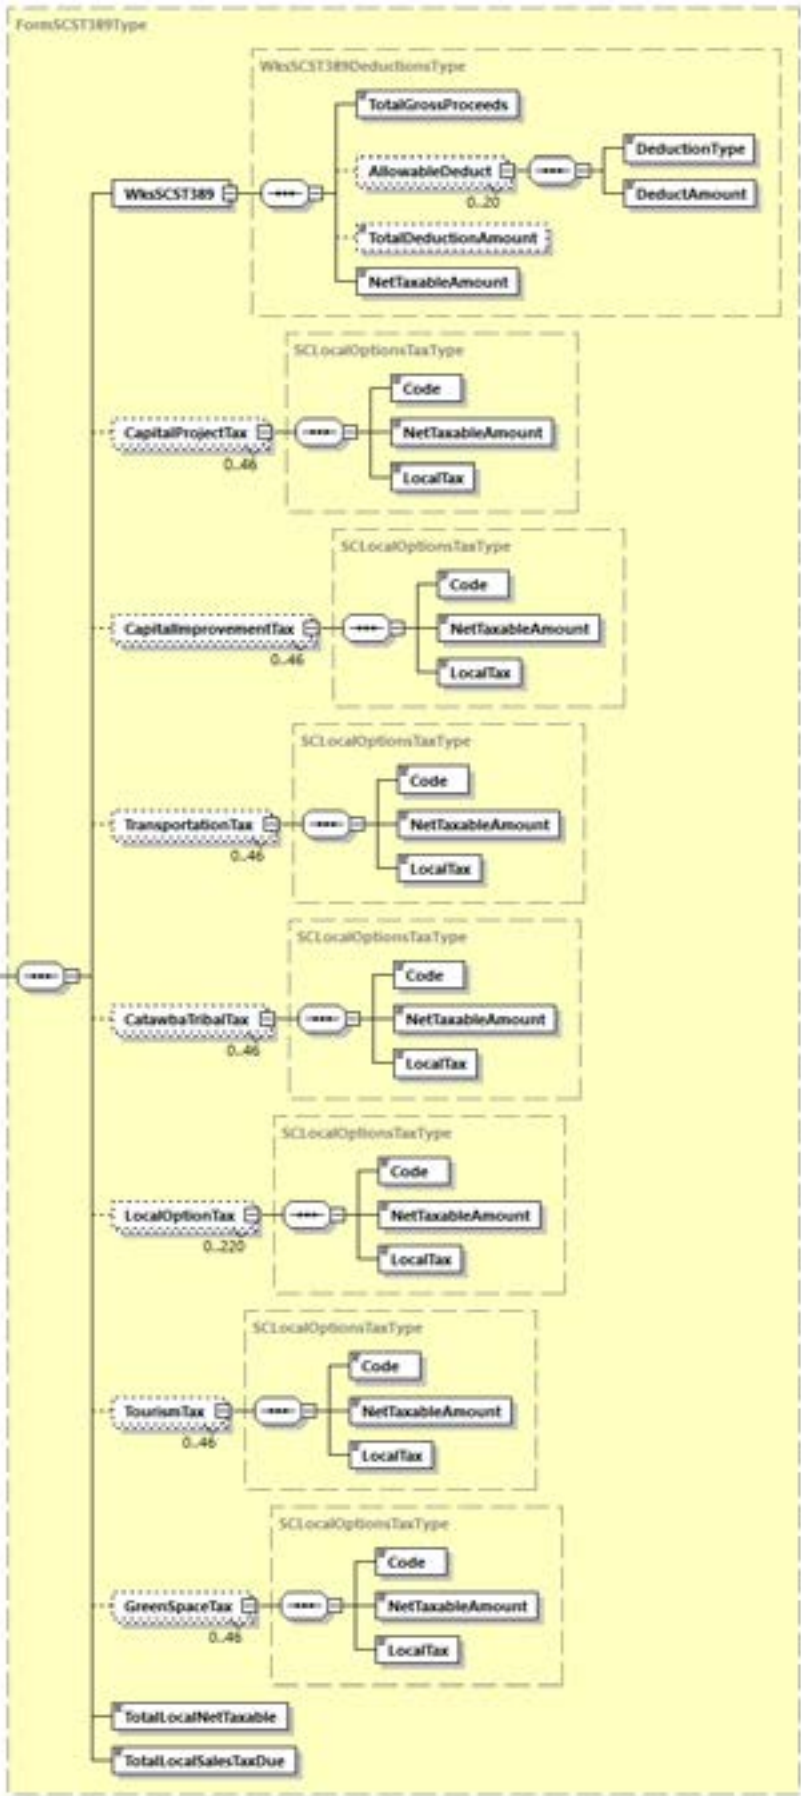 FormSCST389Type
WksSCST389DeductionsType
TotalGrossProceeds
DeductionType
AllowableDeduct
DeductAmount
0..20
WksSCST389
TotalDeductionAmount
NetTaxableAmount
SCLocalOptionsTaxType
Code
CapitalProjectTax
NetTaxableAmount
0..46
LocalTax
SCLocalOptionsTaxType
Code
CapitalImprovementTax
NetTaxableAmount
0..46
LocalTax
SCLocalOptionsTaxType
Code
TransportationTax
NetTaxableAmount
0..46
LocalTax
SCLocalOptionsTaxType
Code
CatawbaTribalTax
NetTaxableAmount
0..46
LocalTax
SCLocalOptionsTaxType
Code
LocalOptionTax
NetTaxableAmount
0..220
LocalTax
SCLocalOptionsTaxType
Code
TourismTax
NetTaxableAmount
0..46
LocalTax
SCLocalOptionsTaxType
Code
GreenSpaceTax
NetTaxableAmount
0..46
LocalTax
TotalLocalNetTaxable
TotalLocalSalesTaxDue